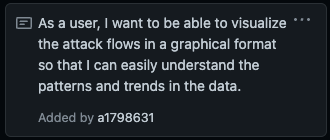 As a user, I want to be able to visualize
the attack flows in a graphical format
so that I can easily understand the
patterns and trends in the data.
Added by a1798631